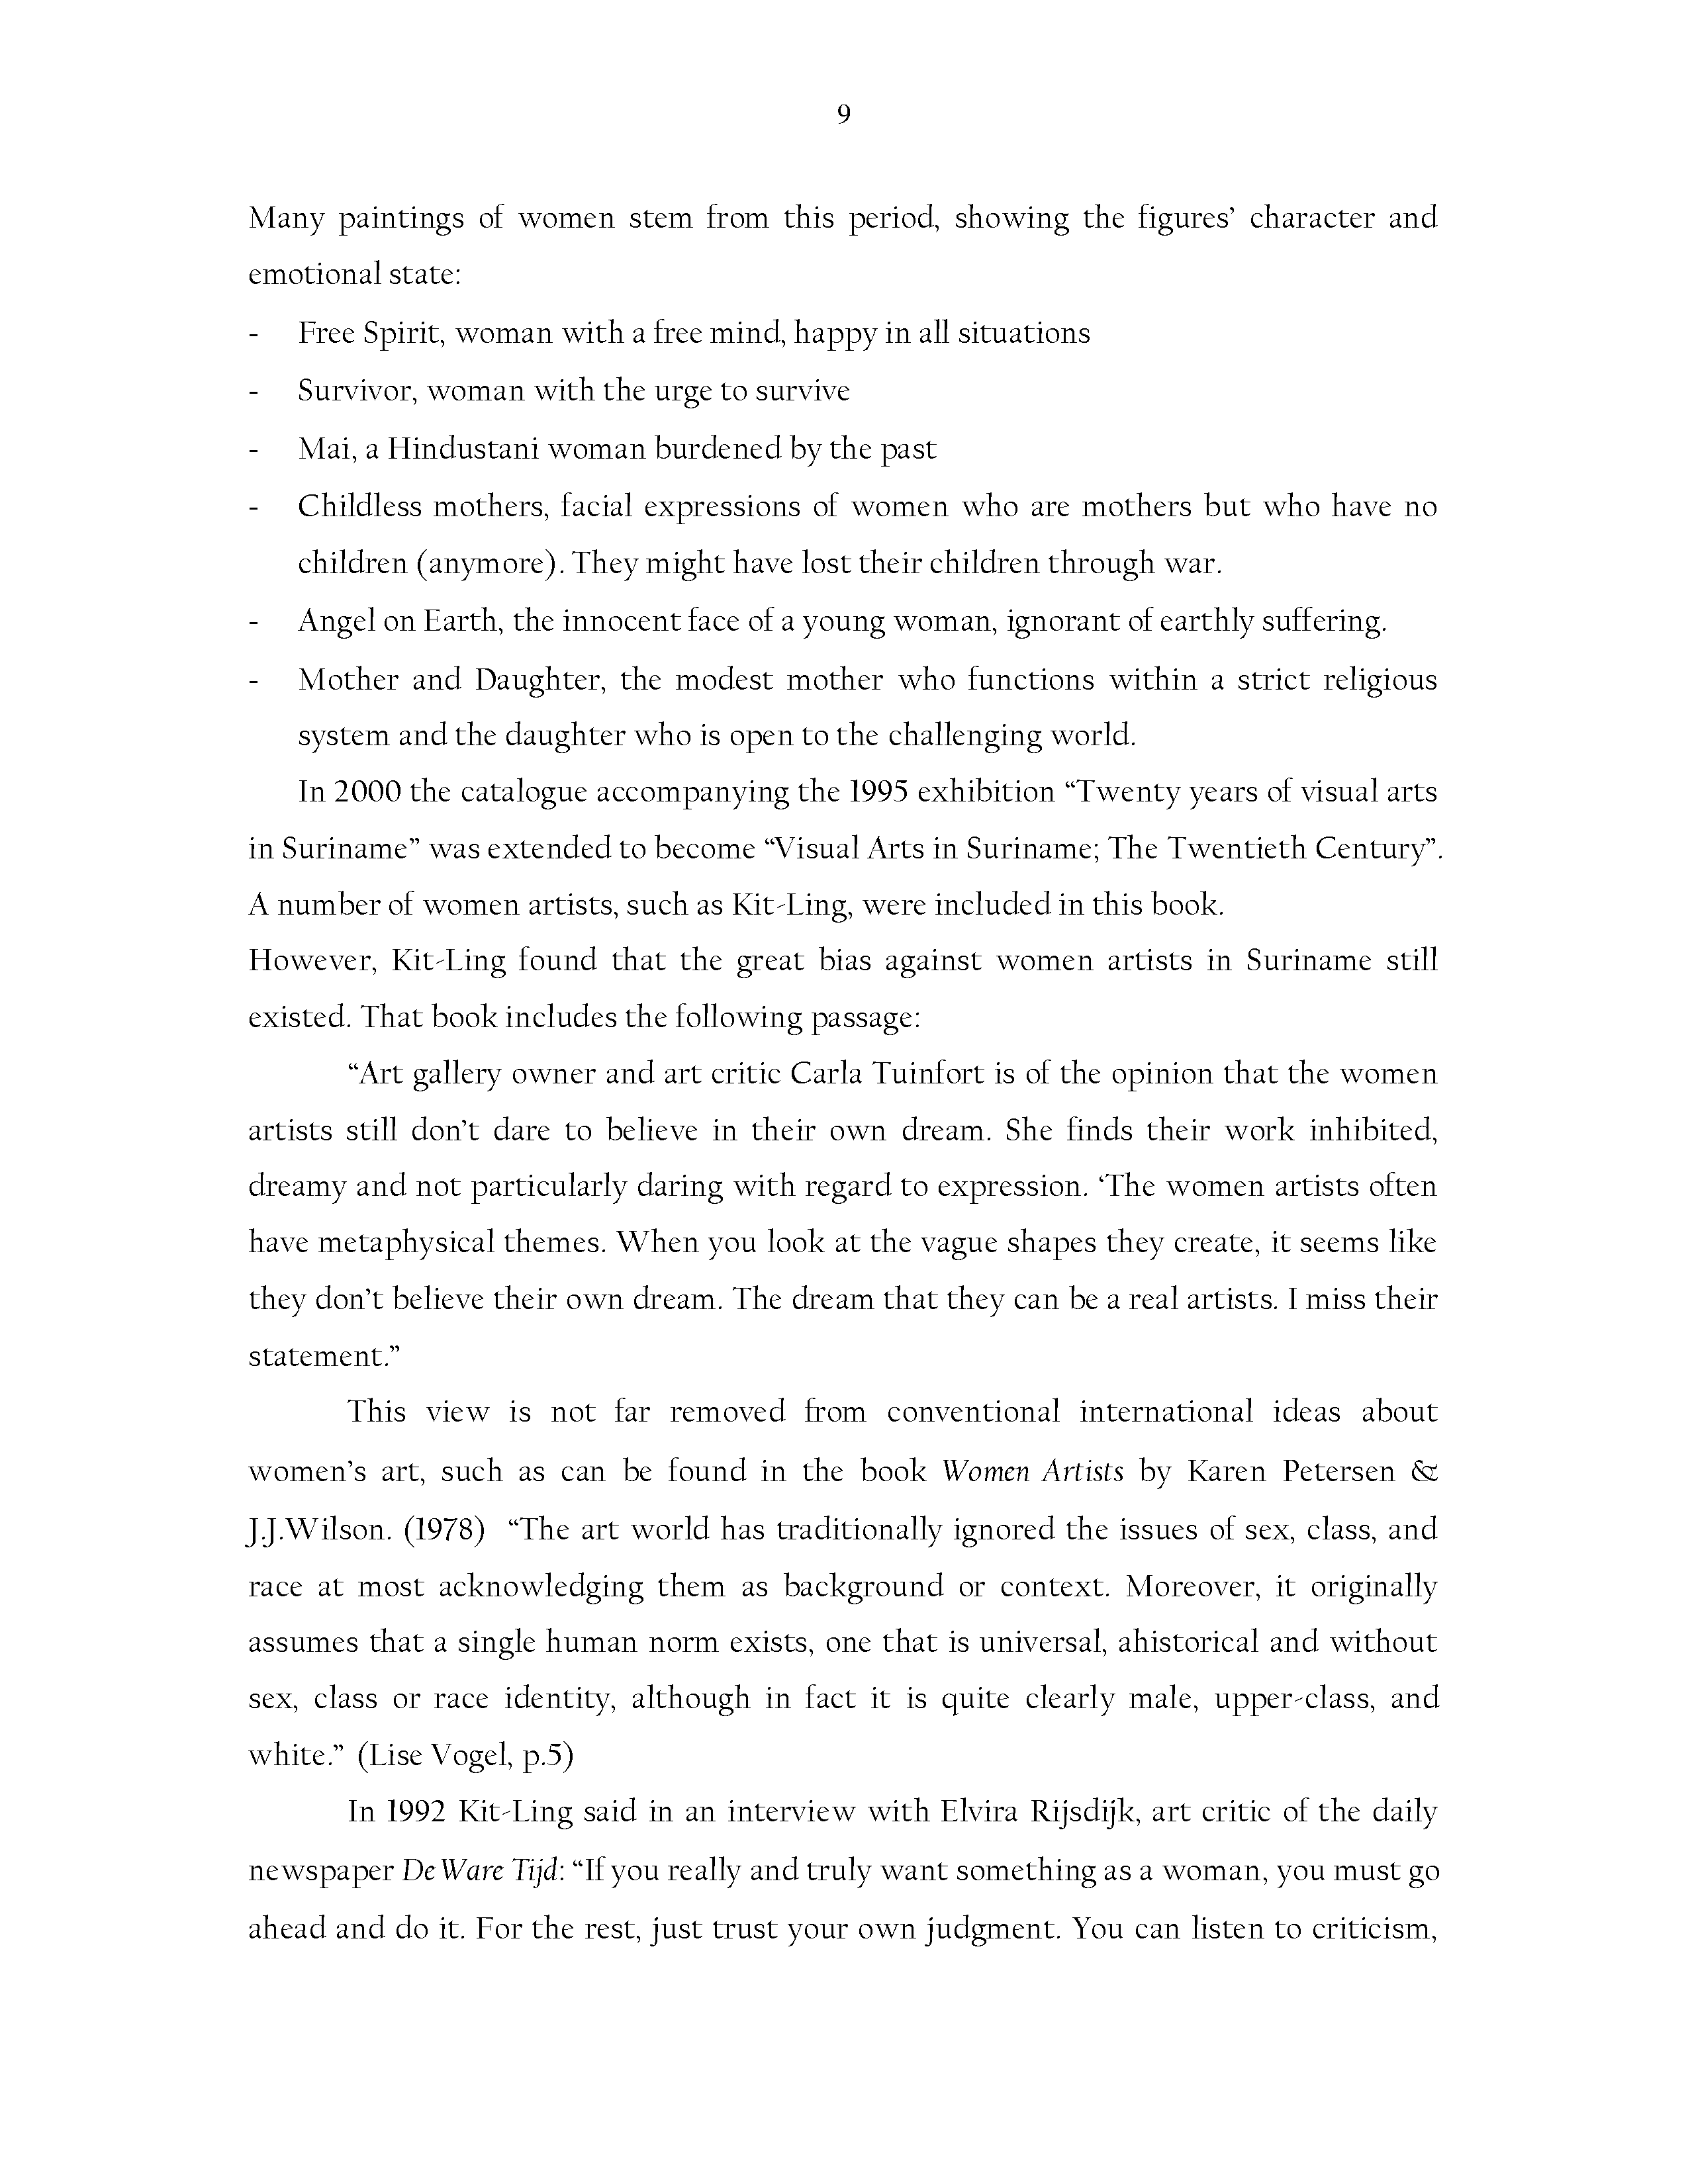 9
Many paintings of women stem from this period, showing the figures’ character and
emotional state:
- Free Spirit, woman with a free mind, happy in all situations
- Survivor, woman with the urge to survive
- Mai, a Hindustani woman burdened by the past
- Childless mothers, facial expressions of women who are mothers but who have no
children (anymore). They might have lost their children through war.
- Angel on Earth, the innocent face of a young woman, ignorant of earthly suffering.
- Mother and Daughter, the modest mother who functions within a strict religious
system and the daughter who is open to the challenging world.
In 2000 the catalogue accompanying the 1995 exhibition “Twenty years of visual arts
in Suriname” was extended to become “Visual Arts in Suriname; The Twentieth Century”.
A number of women artists, such as Kit-Ling, were included in this book.
However, Kit-Ling found that the great bias against women artists in Suriname still
existed. That book includes the following passage:
“Art gallery owner and art critic Carla Tuinfort is of the opinion that the women
artists still don’t dare to believe in their own dream. She finds their work inhibited,
dreamy and not particularly daring with regard to expression. ‘The women artists often
have metaphysical themes. When you look at the vague shapes they create, it seems like
they don’t believe their own dream. The dream that they can be a real artists. I miss their
statement.”
This view is not far removed from conventional international ideas about
women’s art, such as can be found in the book Women Artists by Karen Petersen &
J.J.Wilson. (1978) “The art world has traditionally ignored the issues of sex, class, and
race at most acknowledging them as background or context. Moreover, it originally
assumes that a single human norm exists, one that is universal, ahistorical and without
sex, class or race identity, although in fact it is quite clearly male, upper-class, and
white.” (Lise Vogel, p.5)
In 1992 Kit-Ling said in an interview with Elvira Rijsdijk, art critic of the daily
newspaper De Ware Tijd: “If you really and truly want something as a woman, you must go
ahead and do it. For the rest, just trust your own judgment. You can listen to criticism,